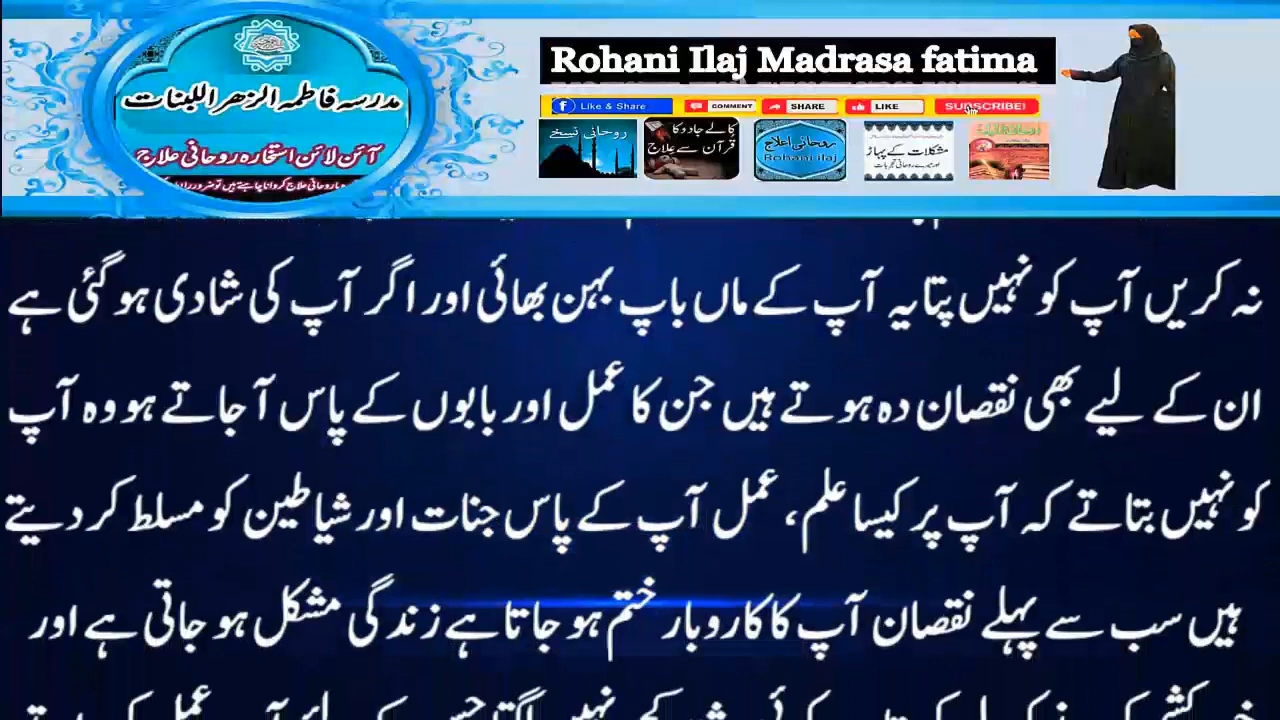 مدرسہ فاطمہ الزھرا للبنات
آئن لائن استخارہ روحانی علاج
Rohani Ilaj Madrasa fatima
Like & Share
COMMENT
SHARE
LIKE
SUBSCRIBE!
روحانی نسخ
کالے جادو کا
قرآن سے علاج
روحانی علاج
Rohani ilaj
مشکلات کے پہاڑ
نہ کریں آپ کو نہیں پتا یہ آپ کے ماں باپ بہن بھائی اور اگر آپ کی شادی ہو گئی ہے
ان کے لیے بھی نقصان دہ ہوتے ہیں جن کا عمل اور بابوں کے پاس آ جاتے ہو وہ آپ
کو نہیں بتاتے کہ آپ پر کیسا علم، عمل آپ کے پاس جنات اور شیاطین کو مسلط کر دیتے
ہیں سب سے پہلے نقصان آپ کا کاروبار ختم ہو جاتا ہے زندگی مشکل ہو جاتی ہے اور